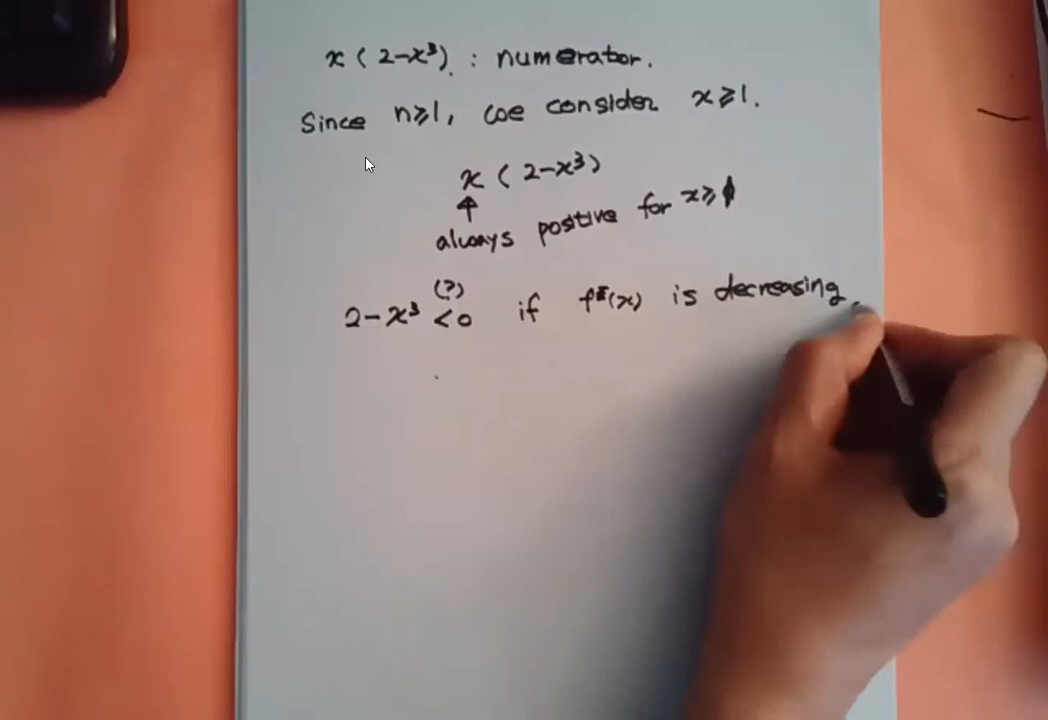 x (2-x³) : numerator.
Since n≥1, we consider x≥1.
x (2-x³)
↑
always positive for x≥1
(?)
2-x³ <0 if f(x) is decreasing.